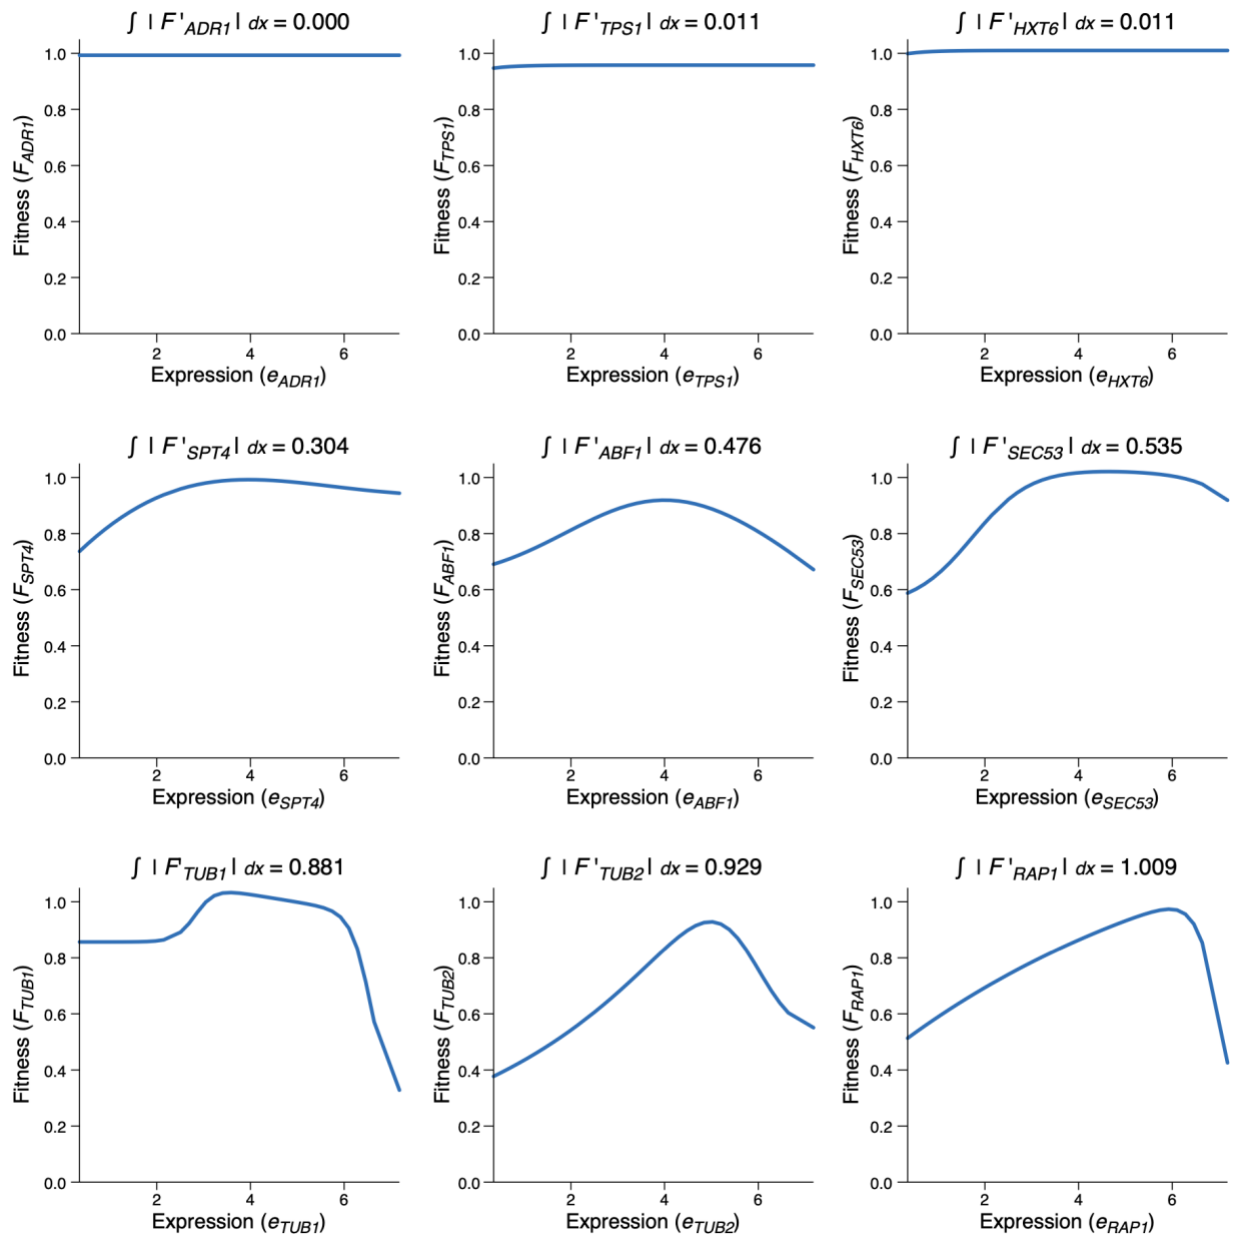 ∫ | F'ADR1 | dx = 0.000
1.0
0.8
0.6
0.4
0.2
0.0
Fitness (FADR1)
2 4 6
Expression (eADR1)
∫ | F'TPS1 | dx = 0.011
1.0
0.8
0.6
0.4
0.2
0.0
Fitness (FTPS1)
2 4 6
Expression (eTPS1)
∫ | F'HXT6 | dx = 0.011
1.0
0.8
0.6
0.4
0.2
0.0
Fitness (FHXT6)
2 4 6
Expression (eHXT6)
∫ | F'SPT4 | dx = 0.304
1.0
0.8
0.6
0.4
0.2
0.0
Fitness (FSPT4)
2 4 6
Expression (eSPT4)
∫ | F'ABF1 | dx = 0.476
1.0
0.8
0.6
0.4
0.2
0.0
Fitness (FABF1)
2 4 6
Expression (eABF1)
∫ | F'SEC53 | dx = 0.535
1.0
0.8
0.6
0.4
0.2
0.0
Fitness (FSEC53)
2 4 6
Expression (eSEC53)
∫ | F'TUB1 | dx = 0.881
1.0
0.8
0.6
0.4
0.2
0.0
Fitness (FTUB1)
2 4 6
Expression (eTUB1)
∫ | F'TUB2 | dx = 0.929
1.0
0.8
0.6
0.4
0.2
0.0
Fitness (FTUB2)
2 4 6
Expression (eTUB2)
∫ | F'RAP1 | dx = 1.009
1.0
0.8
0.6
0.4
0.2
0.0
Fitness (FRAP1)
2 4 6
Expression (eRAP1)